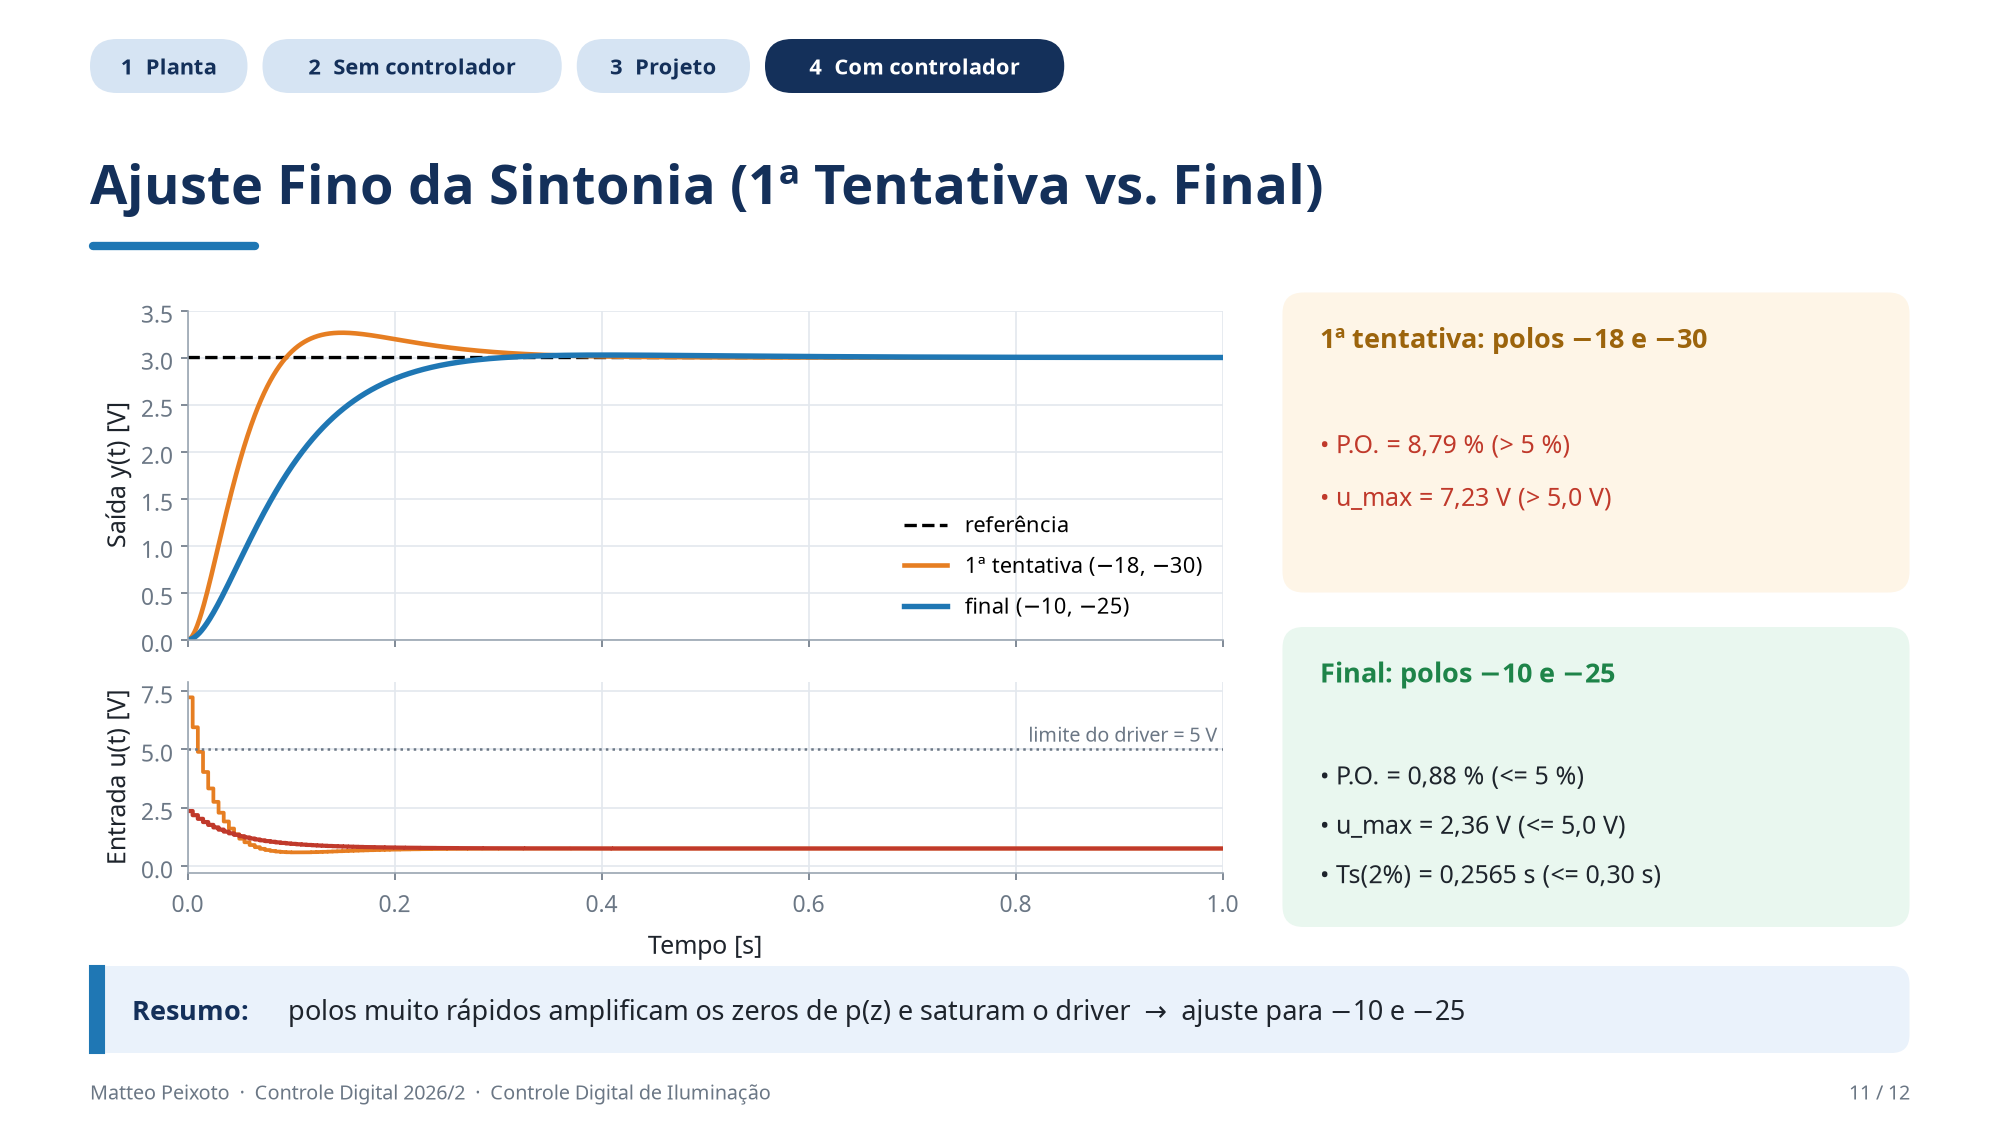 1 Planta
2 Sem controlador
3 Projeto
4 Com controlador
Ajuste Fino da Sintonia (1ª Tentativa vs. Final)
Saída y(t) [V]
3.5
3.0
2.5
2.0
1.5
1.0
0.5
0.0
referência
1ª tentativa (−18, −30)
final (−10, −25)
Entrada u(t) [V]
7.5
5.0
2.5
0.0
limite do driver = 5 V
0.0
0.2
0.4
0.6
0.8
1.0
Tempo [s]
1ª tentativa: polos −18 e −30
• P.O. = 8,79 % (> 5 %)
• u_max = 7,23 V (> 5,0 V)
Final: polos −10 e −25
• P.O. = 0,88 % (<= 5 %)
• u_max = 2,36 V (<= 5,0 V)
• Ts(2%) = 0,2565 s (<= 0,30 s)
Resumo: polos muito rápidos amplificam os zeros de p(z) e saturam o driver → ajuste para −10 e −25
Matteo Peixoto · Controle Digital 2026/2 · Controle Digital de Iluminação
11 / 12